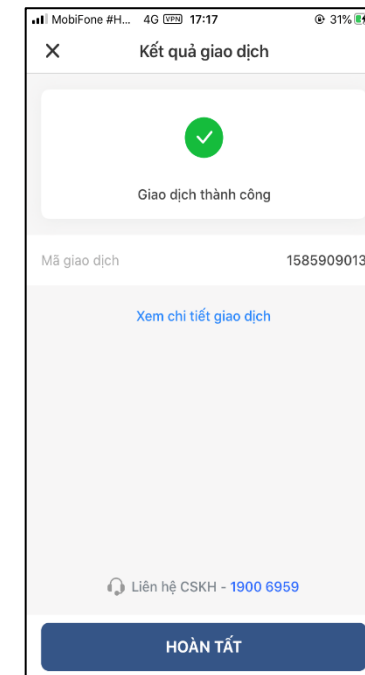 MobiFone #H... 4G VPN 17:17 31%
Kết quả giao dịch
Giao dịch thành công
Mã giao dịch 1585909013
Xem chi tiết giao dịch
Liên hệ CSKH - 1900 6959
HOÀN TẤT